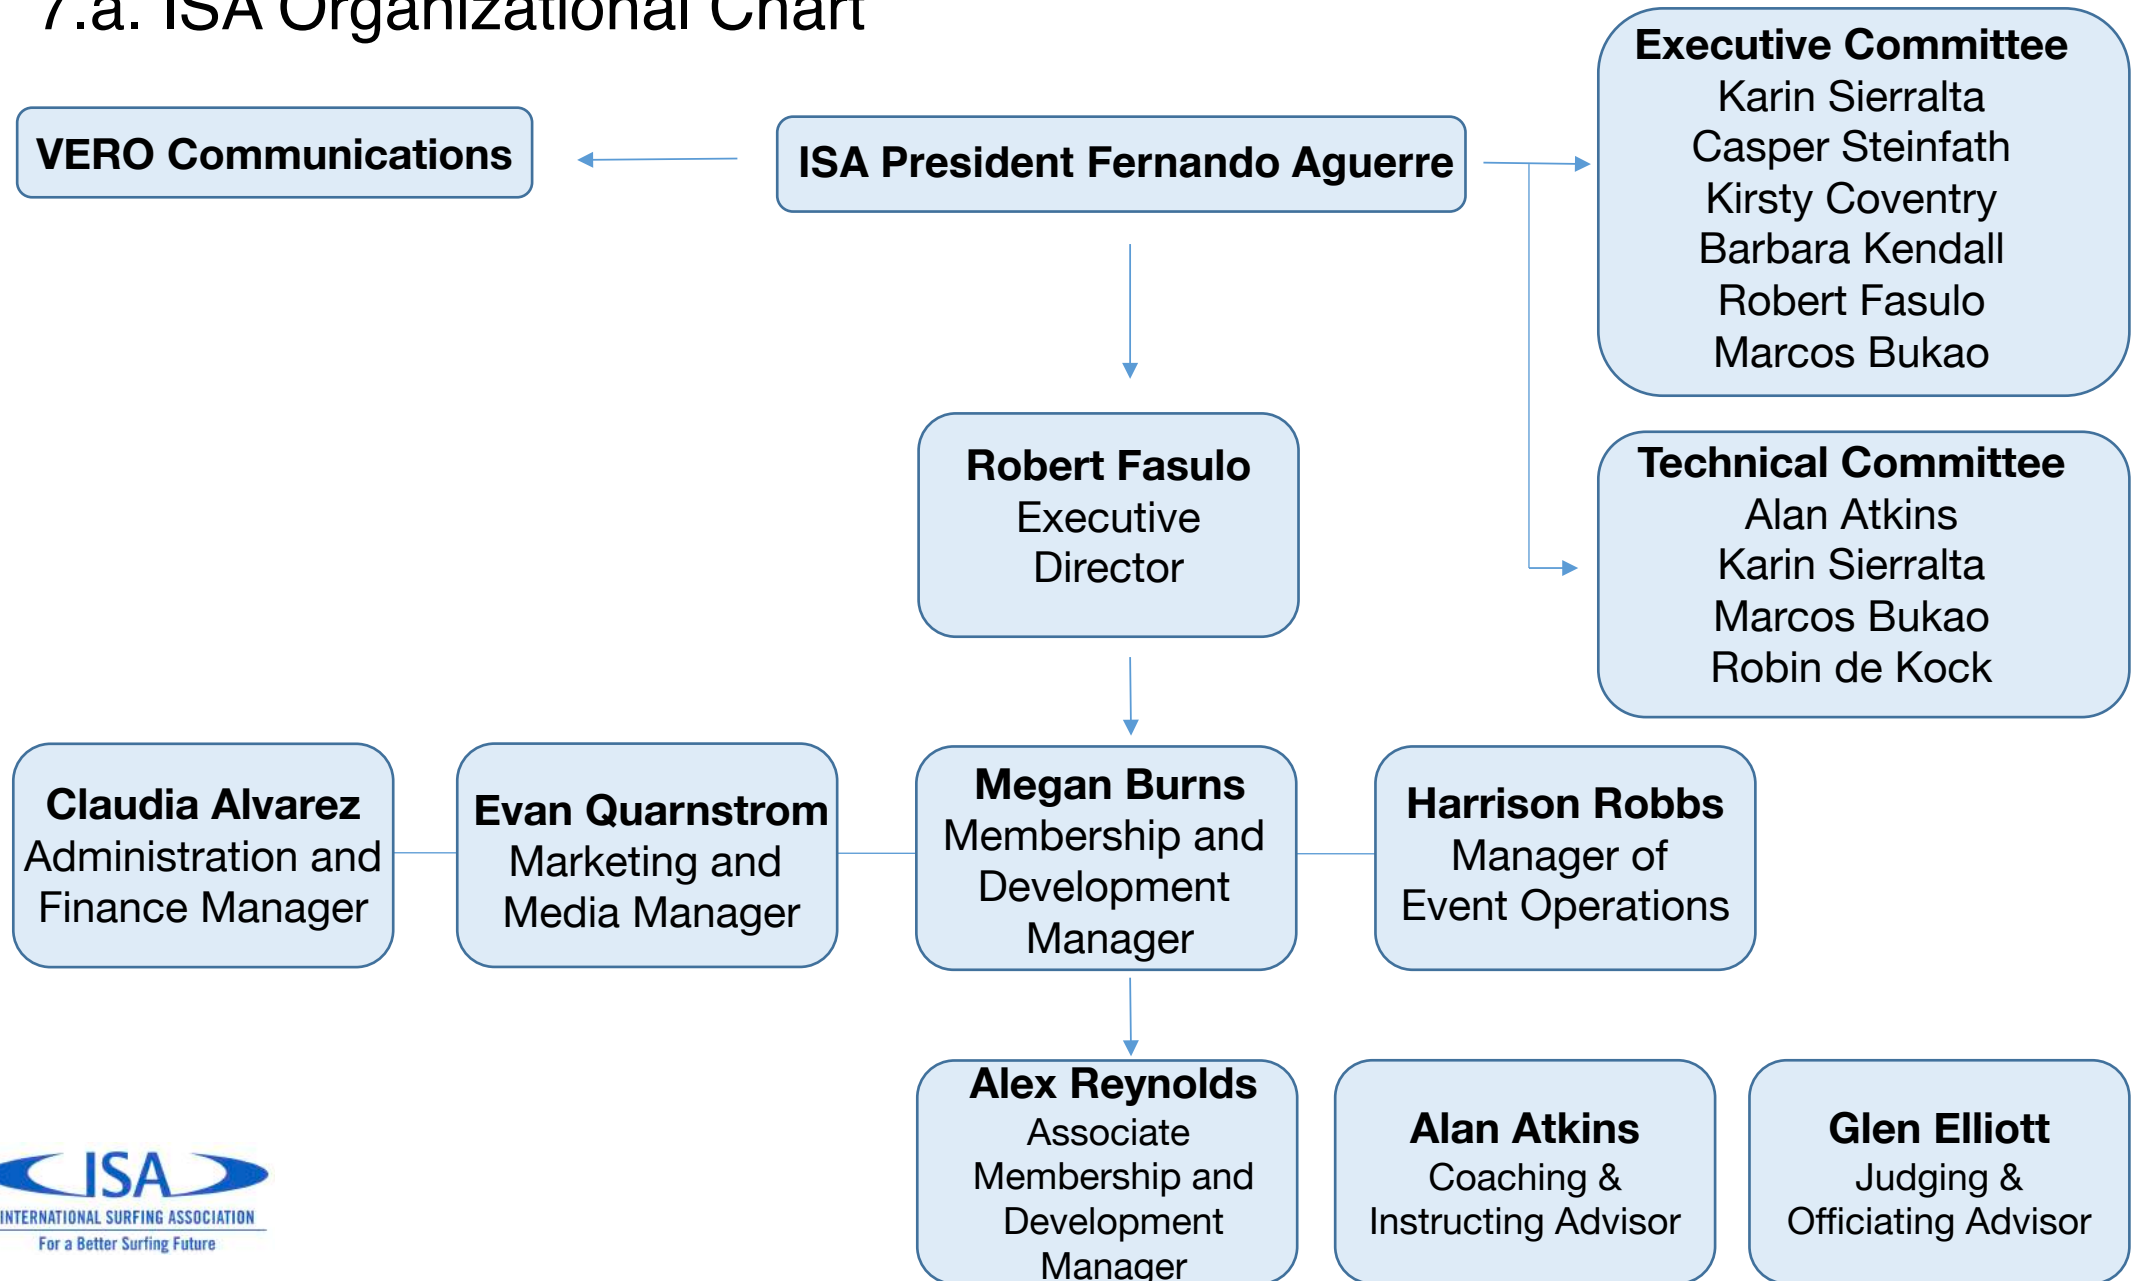 7.a. ISA Organizational Chart
Executive Committee
Karin Sierralta
Casper Steinfath
Kirsty Coventry
Barbara Kendall
Robert Fasulo
Marcos Bukao
VERO Communications
ISA President Fernando Aguerre
Robert Fasulo
Executive
Director
Technical Committee
Alan Atkins
Karin Sierralta
Marcos Bukao
Robin de Kock
Claudia Alvarez
Administration and
Finance Manager
Evan Quarnstrom
Marketing and
Media Manager
Megan Burns
Membership and
Development
Manager
Harrison Robbs
Manager of
Event Operations
Alex Reynolds
Associate
Membership and
Development
Manager
Alan Atkins
Coaching &
Instructing Advisor
Glen Elliott
Judging &
Officiating Advisor
ISA
INTERNATIONAL SURFING ASSOCIATION
For a Better Surfing Future